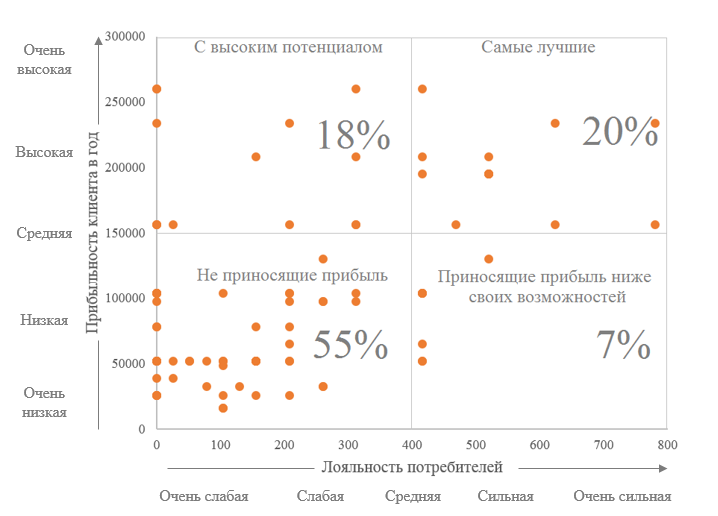 Очень
высокая
Высокая
Средняя
Низкая
Очень
низкая
Прибыльность клиента в год
300000
250000
200000
150000
100000
50000
0
С высоким потенциалом
Самые лучшие
18%
20%
Не приносящие прибыль
Приносящие прибыль ниже
своих возможностей
55%
7%
0 100 200 300 400 500 600 700 800
Лояльность потребителей
Очень слабая Слабая Средняя Сильная Очень сильная